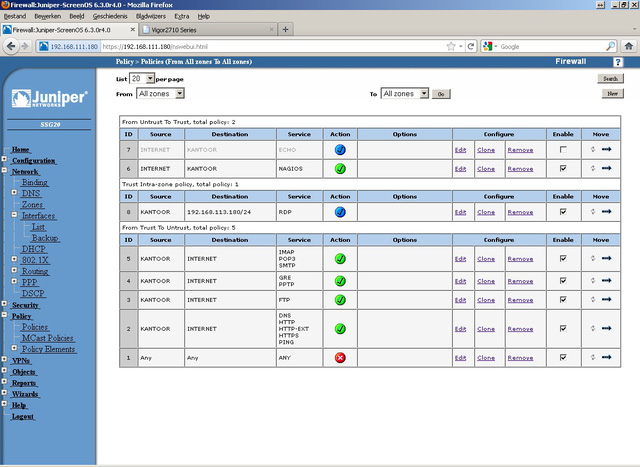 Firewall:Juniper-ScreenOS 6.3.0r4.0 - Mozilla Firefox
Bestand Bewerken Beeld Geschiedenis Bladwijzers Extra Help
Firewall:Juniper-ScreenOS 6.3.0r4.0 Vigor2710 Series
192.168.111.180 https://192.168.111.180/nswebui.html Google
Policy > Policies (From All zones To All zones) Firewall ?
List 20 per page Search
From All zones To All zones Go New
Juniper
NETWORKS
SSG20
Home
Configuration
Network
Binding
DNS
Zones
Interfaces
List
Backup
DHCP
802.1X
Routing
PPP
DSCP
Security
Policy
Policies
MCast Policies
Policy Elements
VPNs
Objects
Reports
Wizards
Help
Logout
From Untrust To Trust, total policy: 2
ID Source Destination Service Action Options Configure Enable Move
7 INTERNET KANTOOR ECHO Edit Clone Remove
6 INTERNET KANTOOR NAGIOS Edit Clone Remove
Trust Intra-zone policy, total policy: 1
ID Source Destination Service Action Options Configure Enable Move
8 KANTOOR 192.168.113.180/24 RDP Edit Clone Remove
From Trust To Untrust, total policy: 5
ID Source Destination Service Action Options Configure Enable Move
5 KANTOOR INTERNET IMAP POP3 SMTP Edit Clone Remove
4 KANTOOR INTERNET GRE PPTP Edit Clone Remove
3 KANTOOR INTERNET FTP Edit Clone Remove
2 KANTOOR INTERNET DNS HTTP HTTP-EXT HTTPS PING Edit Clone Remove
1 Any Any ANY Edit Clone Remove